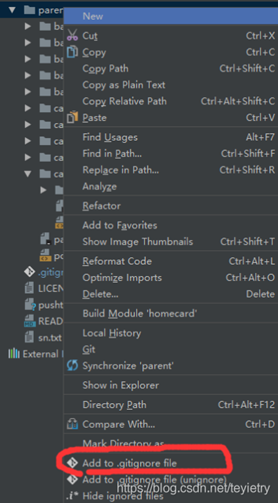 paren
New
ba
Cut Ctrl+X
ba
Copy Ctrl+C
ba
Copy Path Ctrl+Shift+C
ba
Copy as Plain Text
ba
Copy Relative Path Ctrl+Alt+Shift+C
ca
Paste Ctrl+V
ca
Find Usages Alt+F7
ca
Find in Path... Ctrl+Shift+F
ca
Replace in Path... Ctrl+Shift+R
ca
Analyze
Refactor
Add to Favorites
pa
Show Image Thumbnails Ctrl+Shift+T
po
Reformat Code Ctrl+Alt+L
.gitign
Optimize Imports Ctrl+Alt+O
LICEN
Delete... Delete
pusht
Build Module 'homecard'
READ
Local History
sn.txt
Git
External
Synchronize 'parent'
Show in Explorer
Directory Path Ctrl+Alt+F12
Compare With... Ctrl+D
Mark Directory as
Add to .gitignore file
Add to .gitignore file (unignore)
https://blog.csdn.net/teyietry
Hide ignored files